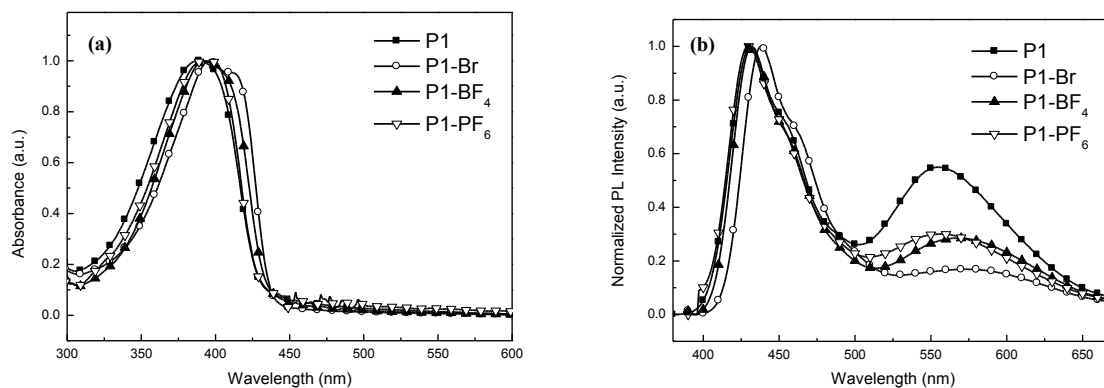 (a)
P1
P1-Br
P1-BF4
P1-PF6
1.0
0.8
0.6
0.4
0.2
0.0
Absorbance (a.u.)
300 350 400 450 500 550 600
Wavelength (nm)
(b)
P1
P1-Br
P1-BF4
P1-PF6
1.0
0.8
0.6
0.4
0.2
0.0
Normalized PL Intensity (a.u.)
400 450 500 550 600 650
Wavelength (nm)